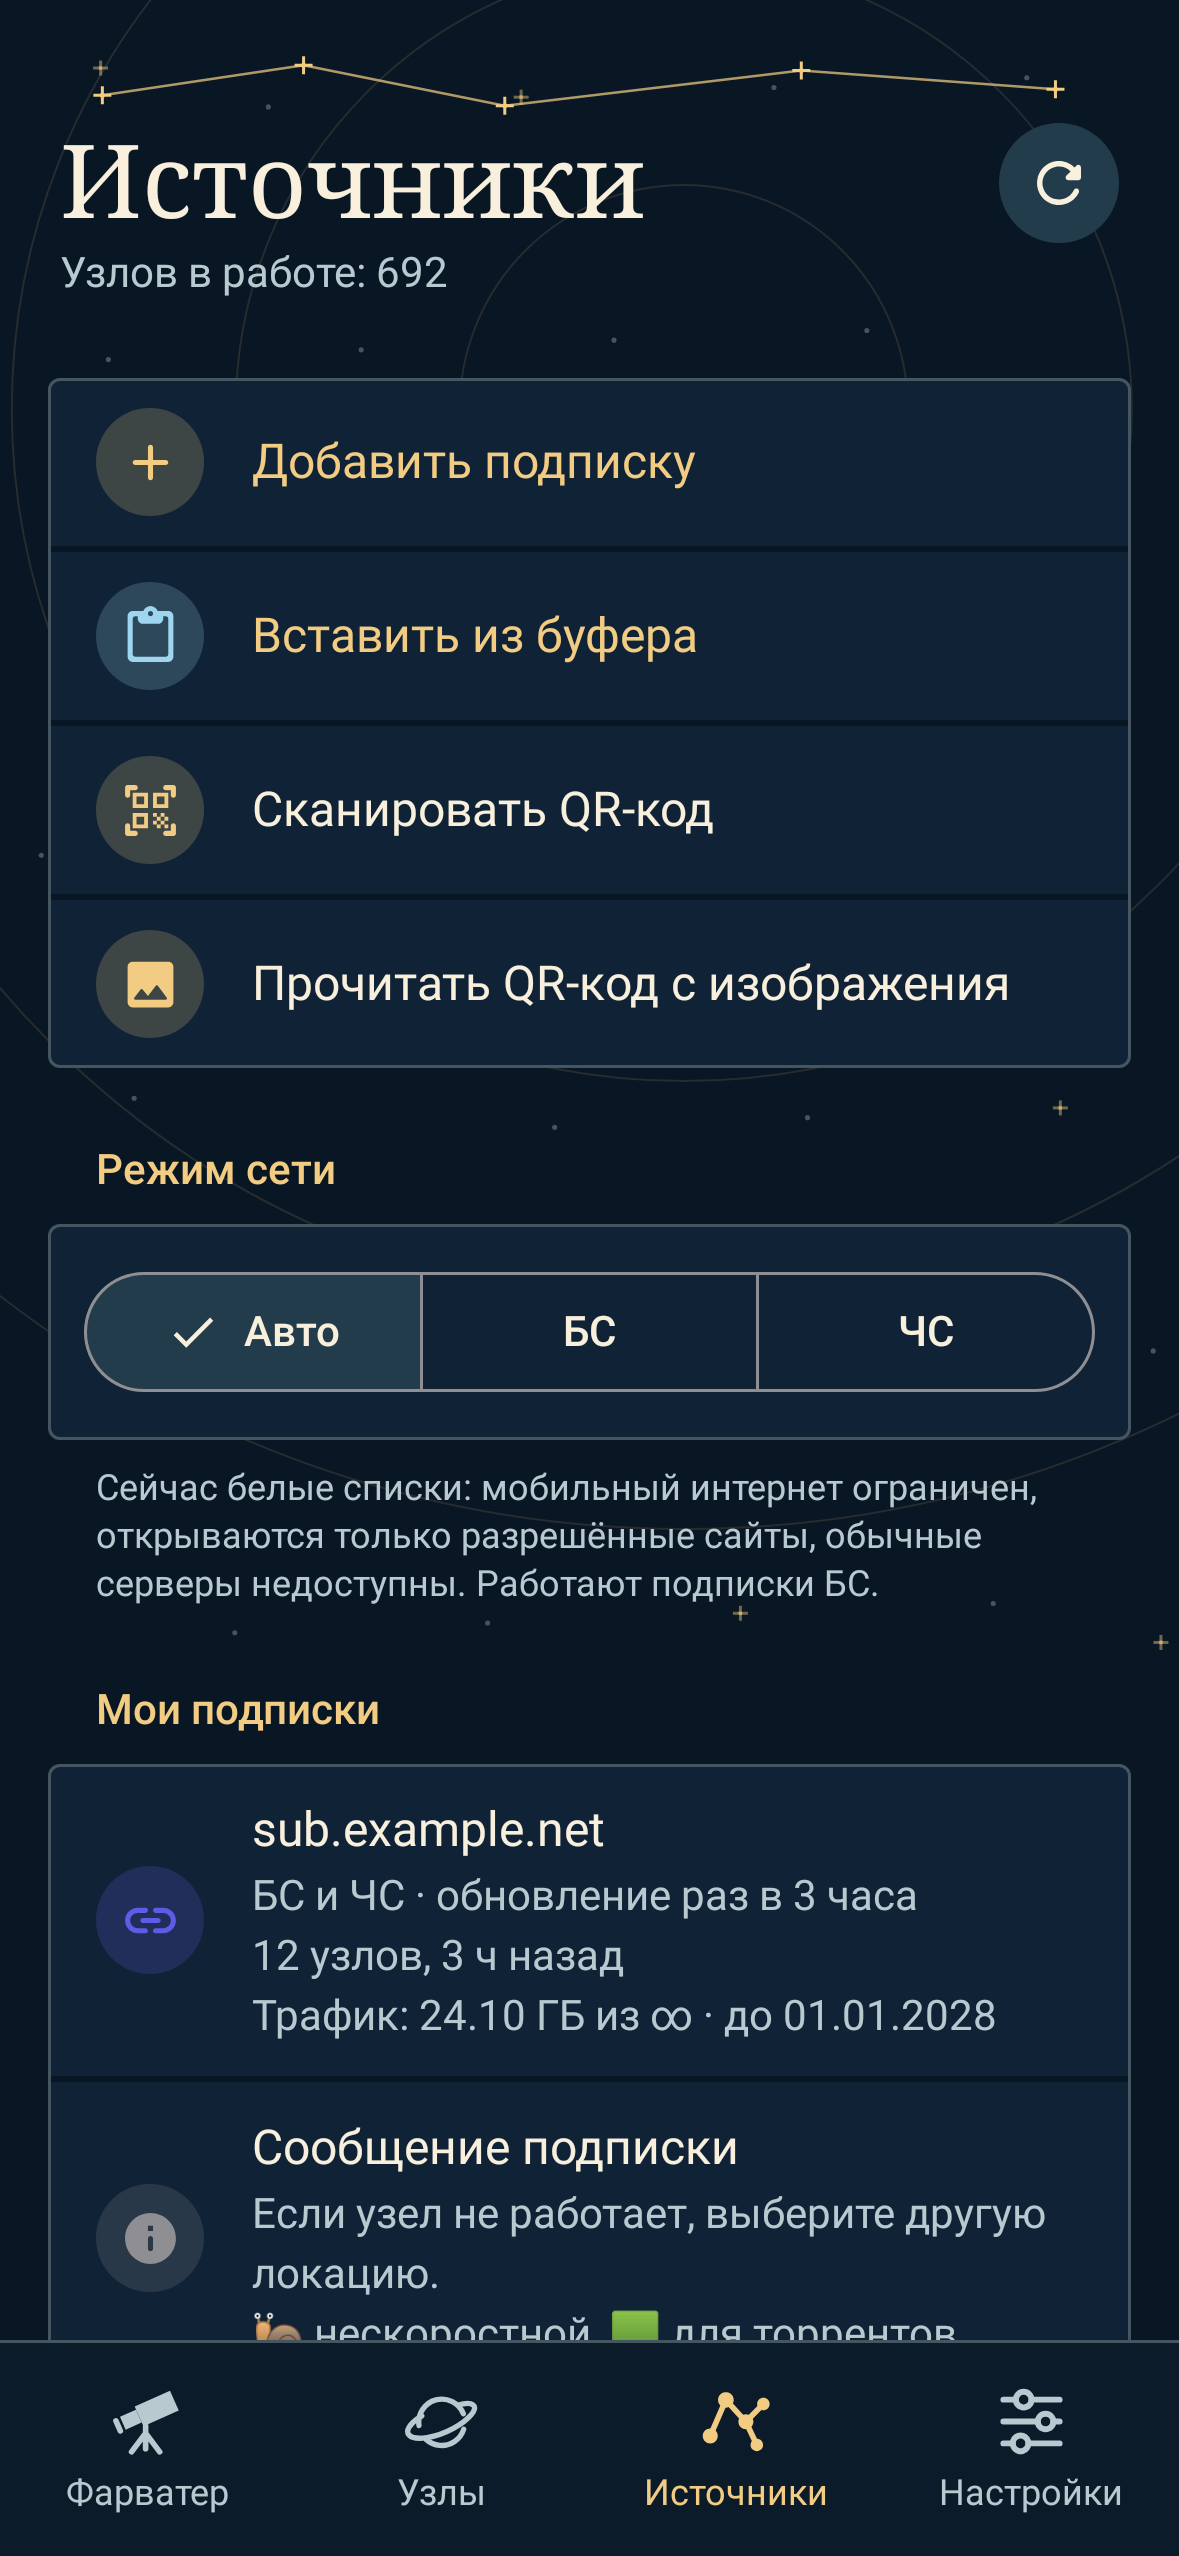 Источники
Узлов в работе: 692
Добавить подписку
Вставить из буфера
Сканировать QR-код
Прочитать QR-код с изображения
Режим сети
Авто
БС
ЧС
Сейчас белые списки: мобильный интернет ограничен,
открываются только разрешённые сайты, обычные
серверы недоступны. Работают подписки БС.
Мои подписки
sub.example.net
БС и ЧС · обновление раз в 3 часа
12 узлов, 3 ч назад
Трафик: 24.10 ГБ из ∞ · до 01.01.2028
Сообщение подписки
Если узел не работает, выберите другую
локацию.
🐌 нескоростной, 🟩 для торрентов
Фарватер
Узлы
Источники
Настройки